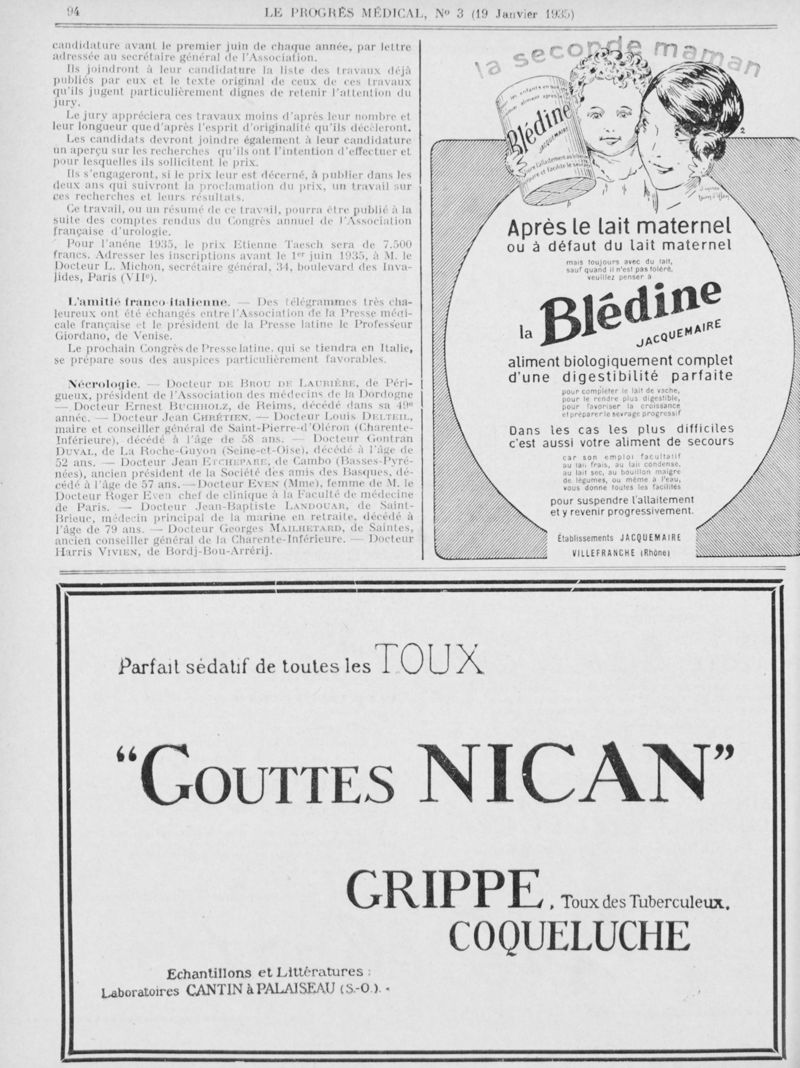 94
LE PROGRÈS MÉDICAL, No 3 (19 Janvier 1935)
candidature avant le premier juin de chaque année, par lettre
adressée au secrétaire général de l'Association.
Ils joindront à leur candidature la liste des travaux déjà
publiés par eux et le texte original de ceux de ces travaux
qu'ils jugent particulièrement dignes de retenir l'attention du
jury.
Le jury appréciera ces travaux moins d'après leur nombre et
leur longueur que d'après l'esprit d'originalité qu'ils décèleront.
Les candidats devront joindre également à leur candidature
un aperçu sur les recherches qu'ils ont l'intention d'effectuer et
pour lesquelles ils sollicitent le prix.
Ils s'engageront, si le prix leur est décerné, à publier dans les
deux ans qui suivront la proclamation du prix, un travail sur
ces recherches et leurs résultats.
Ce travail, ou un résumé de ce travail, pourra être publié à la
suite des comptes rendus du Congrès annuel de l'Association
française d'urologie.
Pour l'anéne 1935, le prix Etienne Taesch sera de 7.500
francs. Adresser les inscriptions avant le 1er juin 1935, à M. le
Docteur L. Michon, secrétaire général, 34, boulevard des Inva-
lides, Paris (VIIe).
L'amitié franco-italienne. — Des télégrammes très cha-
leureux ont été échangés entre l'Association de la Presse médi-
cale française et le président de la Presse latine le Professeur
Giordano, de Venise.
Le prochain Congrès de Presse latine, qui se tiendra en Italie,
se prépare sous des auspices particulièrement favorables.
Nécrologie. — Docteur DE BROU DE LAURIÈRE, de Péri-
gueux, président de l'Association des médecins de la Dordogne
— Docteur Ernest BUCHHOLZ, de Reims, décédé dans sa 49me
année. — Docteur Jean CHRÉTIEN. — Docteur Louis DELTEIL,
maire et conseiller général de Saint-Pierre-d'Oléron (Charente-
Inférieure), décédé à l'âge de 58 ans. — Docteur Gontran
DUVAL, de La Roche-Guyon (Seine-et-Oise), décédé à l'âge de
52 ans. — Docteur Jean ETCHEPARE, de Cambo (Basses-Pyré-
nées), ancien président de la Société des amis des Basques, dé-
cédé à l'âge de 57 ans. — Docteur EVEN (Mme), femme de M. le
Docteur Roger Even chef de clinique à la Faculté de médecine
de Paris. — Docteur Jean-Baptiste LANDOUAR, de Saint-
Brieuc, médecin principal de la marine en retraite, décédé à
l'âge de 79 ans. — Docteur Georges MAILHETARD, de Saintes,
ancien conseiller général de la Charente-Inférieure. — Docteur
Harris VIVIEN, de Bordj-Bou-Arrérij.
la seconde maman
Blédine
JACQUEMAIRE
2
Après le lait maternel
ou à défaut du lait maternel
mais toujours avec du lait,
sauf quand il n'est pas toléré,
veuillez penser à
la Blédine
JACQUEMAIRE
aliment biologiquement complet
d'une digestibilité parfaite
pour compléter le lait de vache,
pour le rendre plus digestible,
pour favoriser la croissance
et préparer le sevrage progressif
Dans les cas les plus difficiles
c'est aussi votre aliment de secours
car son emploi facultatif
au lait frais, au lait condensé,
au lait sec, au bouillon maigre
de légumes, ou même à l'eau,
vous donne toutes les facilités
pour suspendre l'allaitement
et y revenir progressivement.
Établissements JACQUEMAIRE
VILLEFRANCHE (Rhône)
Parfait sédatif de toutes les TOUX
"GOUTTES NICAN"
GRIPPE, Toux des Tuberculeux,
COQUELUCHE
Echantillons et Littératures :
Laboratoires CANTIN à PALAISEAU (S.-O.).